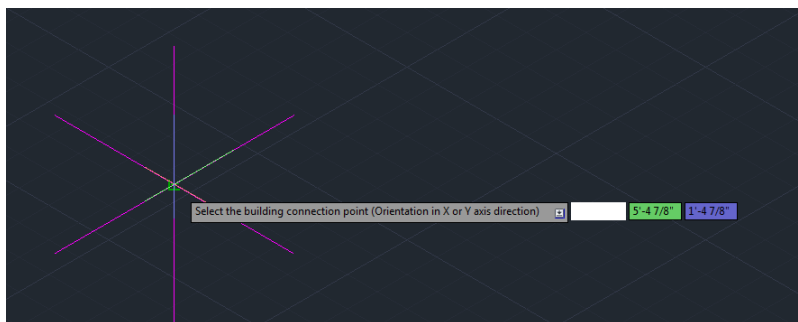 Select the building connection point (Orientation in X or Y axis direction) 5'-4 7/8" 1'-4 7/8"